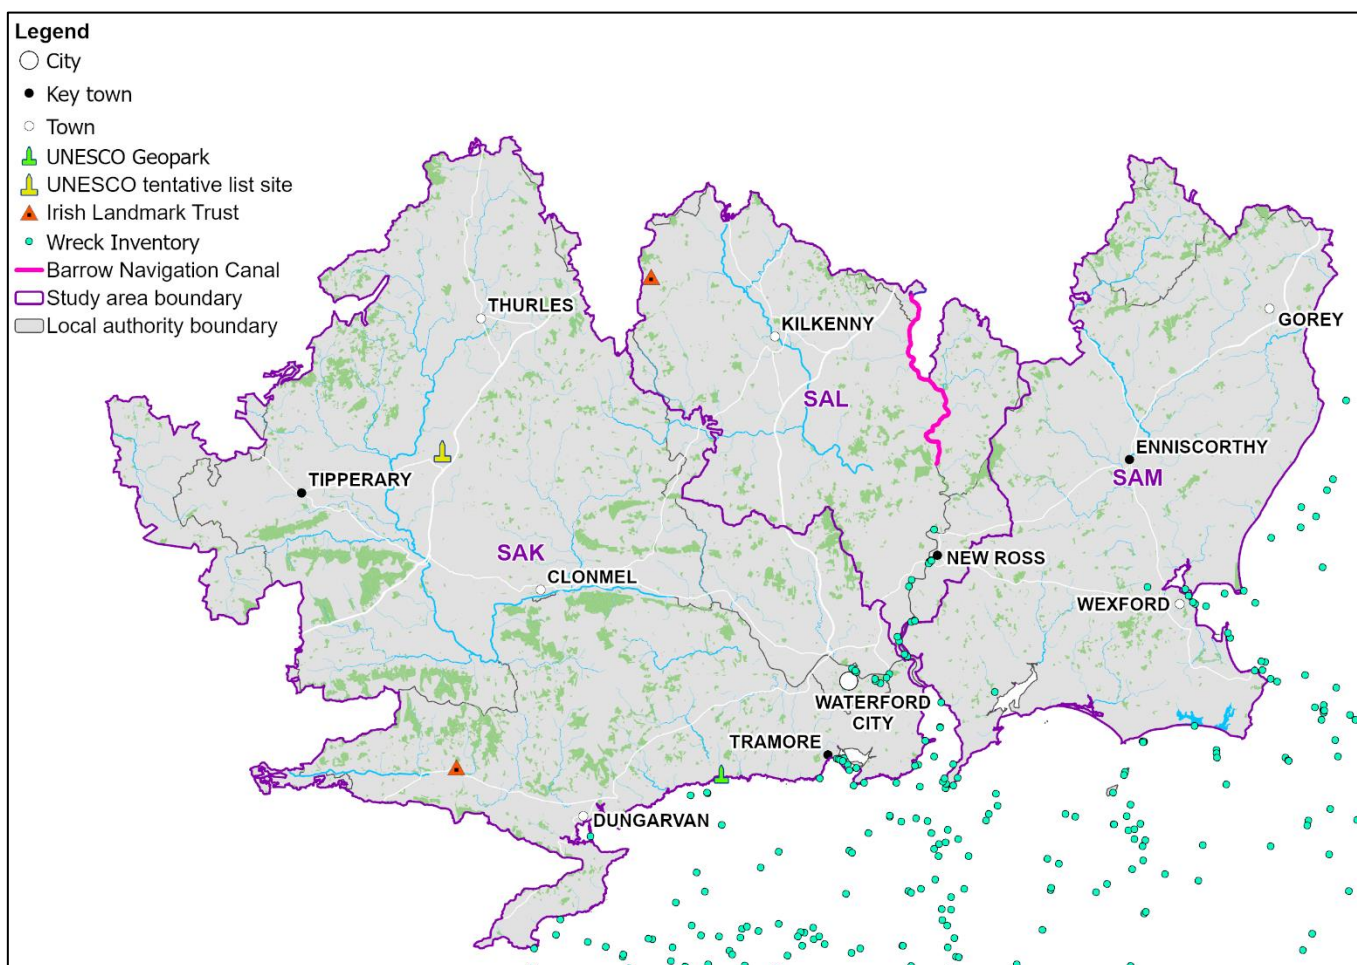 Legend
City
Key town
Town
UNESCO Geopark
UNESCO tentative list site
Irish Landmark Trust
Wreck Inventory
Barrow Navigation Canal
Study area boundary
Local authority boundary
THURLES
KILKENNY
GOREY
SAL
ENNISCORTHY
TIPPERARY
SAM
SAK
NEW ROSS
CLONMEL
WEXFORD
WATERFORD
CITY
TRAMORE
DUNGARVAN